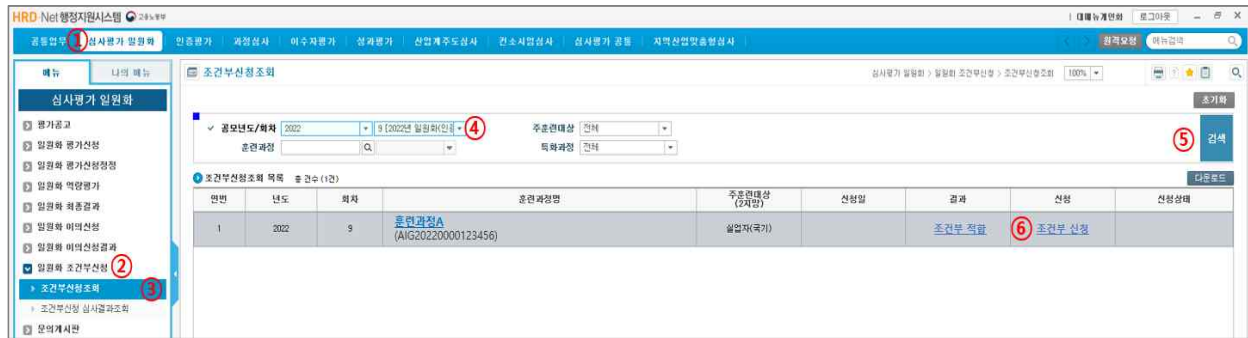 HRD-Net행정지원시스템 고용노동부
대메뉴개인화 로그아웃
공통업무 ① 심사평가 일원화 인증평가 과정심사 이수자평가 성과평가 산업계주도심사 컨소시엄심사 심사평가 공통 지역산업맞춤형심사 원격요청 메뉴검색
메뉴 나의 메뉴 조건부신청조회 심사평가 일원화 > 일원화 조건부신청 > 조건부신청조회 100%
심사평가 일원화
초기화
평가공고
일원화 평가신청
일원화 평가신청정정
일원화 역량평가
일원화 최종결과
일원화 이의신청
일원화 이의신청결과
일원화 조건부신청 ②
조건부신청조회 ③
조건부신청 심사결과조회
문의게시판
공모년도/회차 2022 9 [2022년 일원화(인증 ④ 주훈련대상 전체
훈련과정 특화과정 전체
⑤ 검색
조건부신청조회 목록 총 건수 (1건) 다운로드
연번 년도 회차 훈련과정명 주훈련대상 (2지망) 신청일 결과 신청 신청상태
1 2022 9 훈련과정A (AIG20220000123456) 실업자(국기) 조건부 적합 ⑥ 조건부 신청